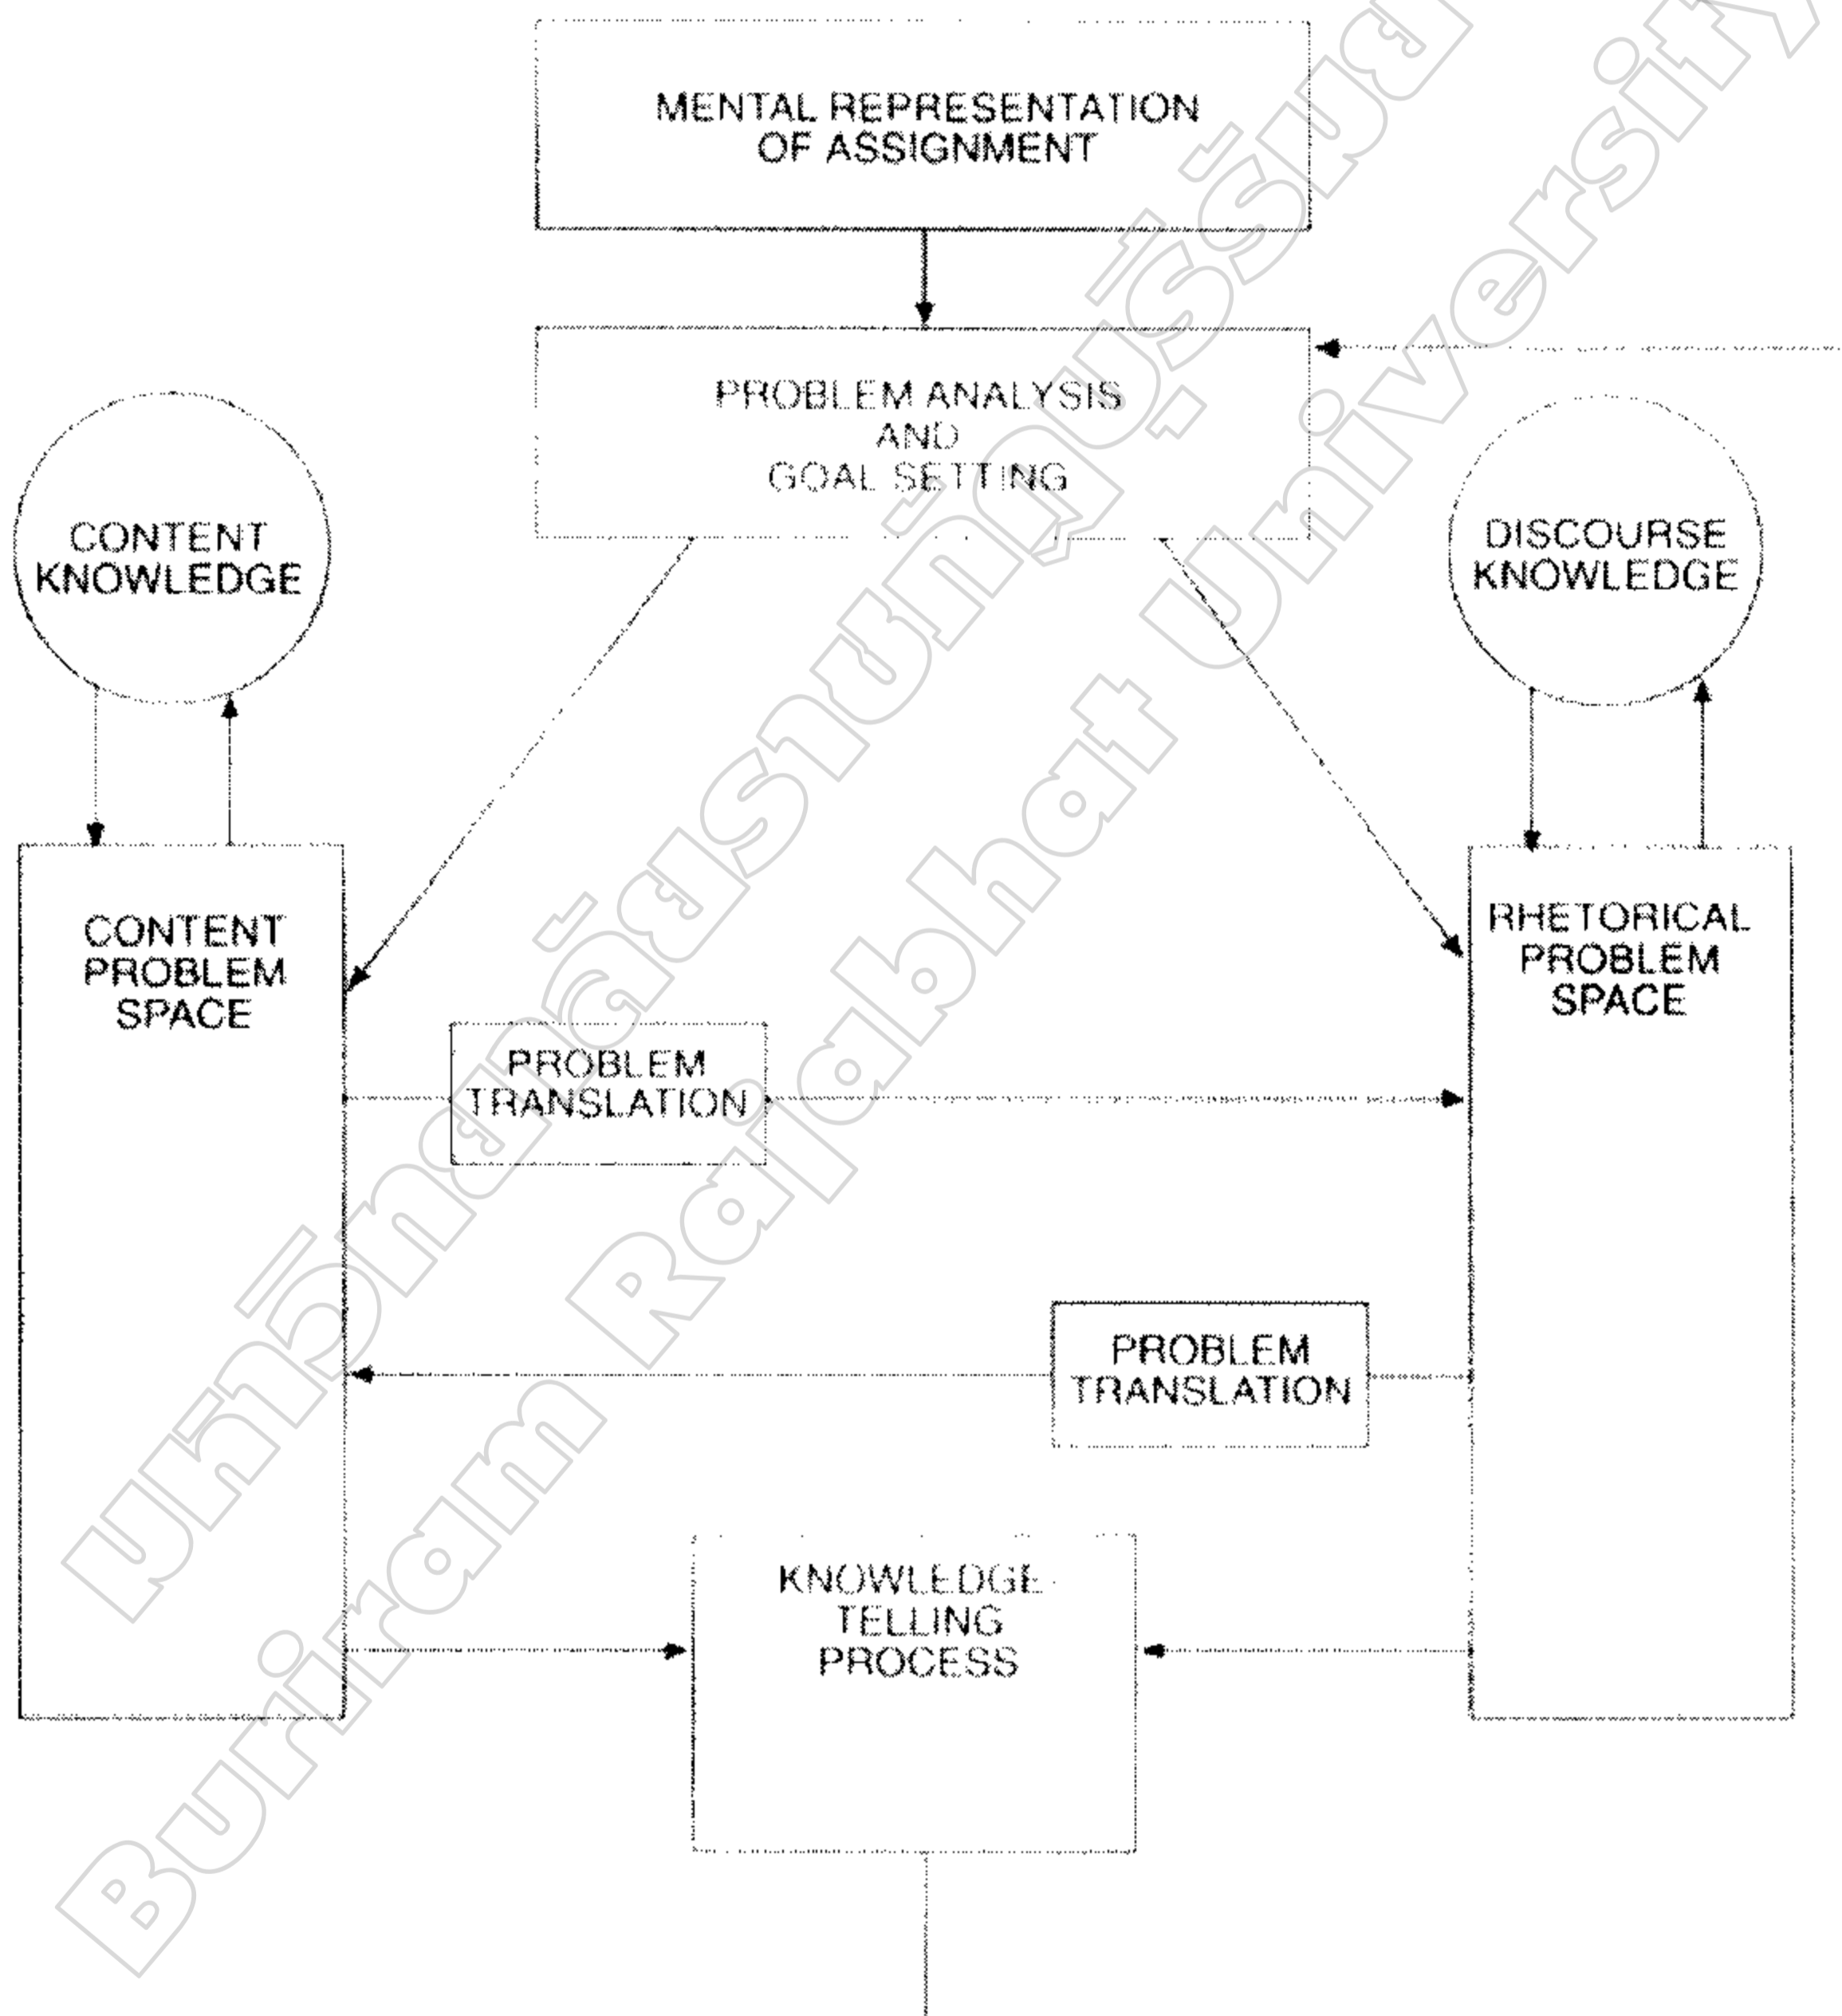 MENTAL REPRESENTATION
OF ASSIGNMENT
PROBLEM ANALYSIS
AND
GOAL SETTING
CONTENT
KNOWLEDGE
DISCOURSE
KNOWLEDGE
CONTENT
PROBLEM
SPACE
RHETORICAL
PROBLEM
SPACE
PROBLEM
TRANSLATION
PROBLEM
TRANSLATION
KNOWLEDGE-
TELLING
PROCESS
Buriram Rajabhat University